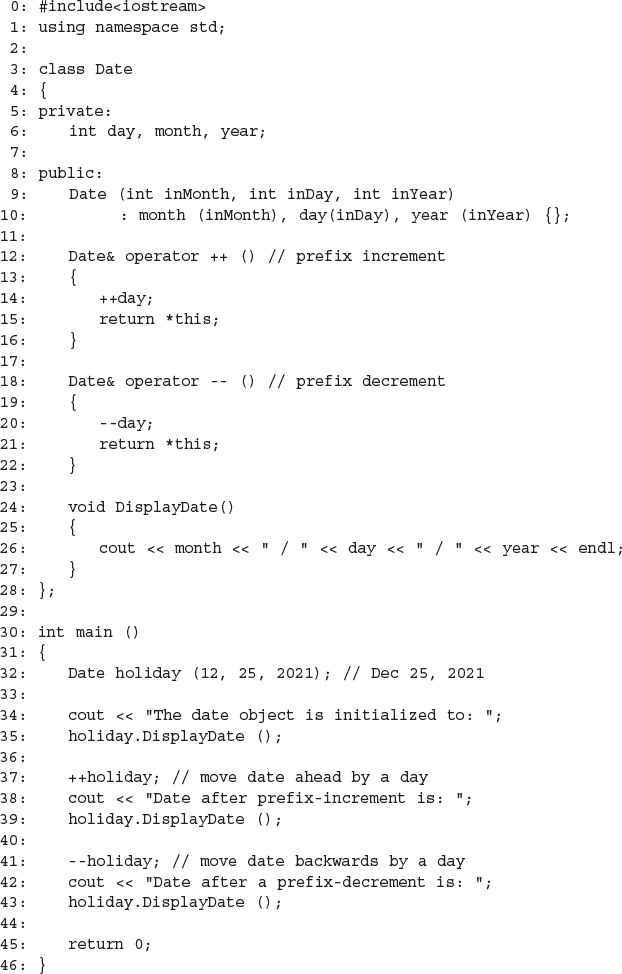 0: #include<iostream>
1: using namespace std;
2:
3: class Date
4: {
5: private:
6:    int day, month, year;
7:
8: public:
9:    Date (int inMonth, int inDay, int inYear)
10:         : month (inMonth), day(inDay), year (inYear) {};
11:
12:    Date& operator ++ () // prefix increment
13:    {
14:       ++day;
15:       return *this;
16:    }
17:
18:    Date& operator -- () // prefix decrement
19:    {
20:       --day;
21:       return *this;
22:    }
23:
24:    void DisplayDate()
25:    {
26:       cout << month << " / " << day << " / " << year << endl;
27:    }
28: };
29:
30: int main ()
31: {
32:    Date holiday (12, 25, 2021); // Dec 25, 2021
33:
34:    cout << "The date object is initialized to: ";
35:    holiday.DisplayDate ();
36:
37:    ++holiday; // move date ahead by a day
38:    cout << "Date after prefix-increment is: ";
39:    holiday.DisplayDate ();
40:
41:    --holiday; // move date backwards by a day
42:    cout << "Date after a prefix-decrement is: ";
43:    holiday.DisplayDate ();
44:
45:    return 0;
46: }